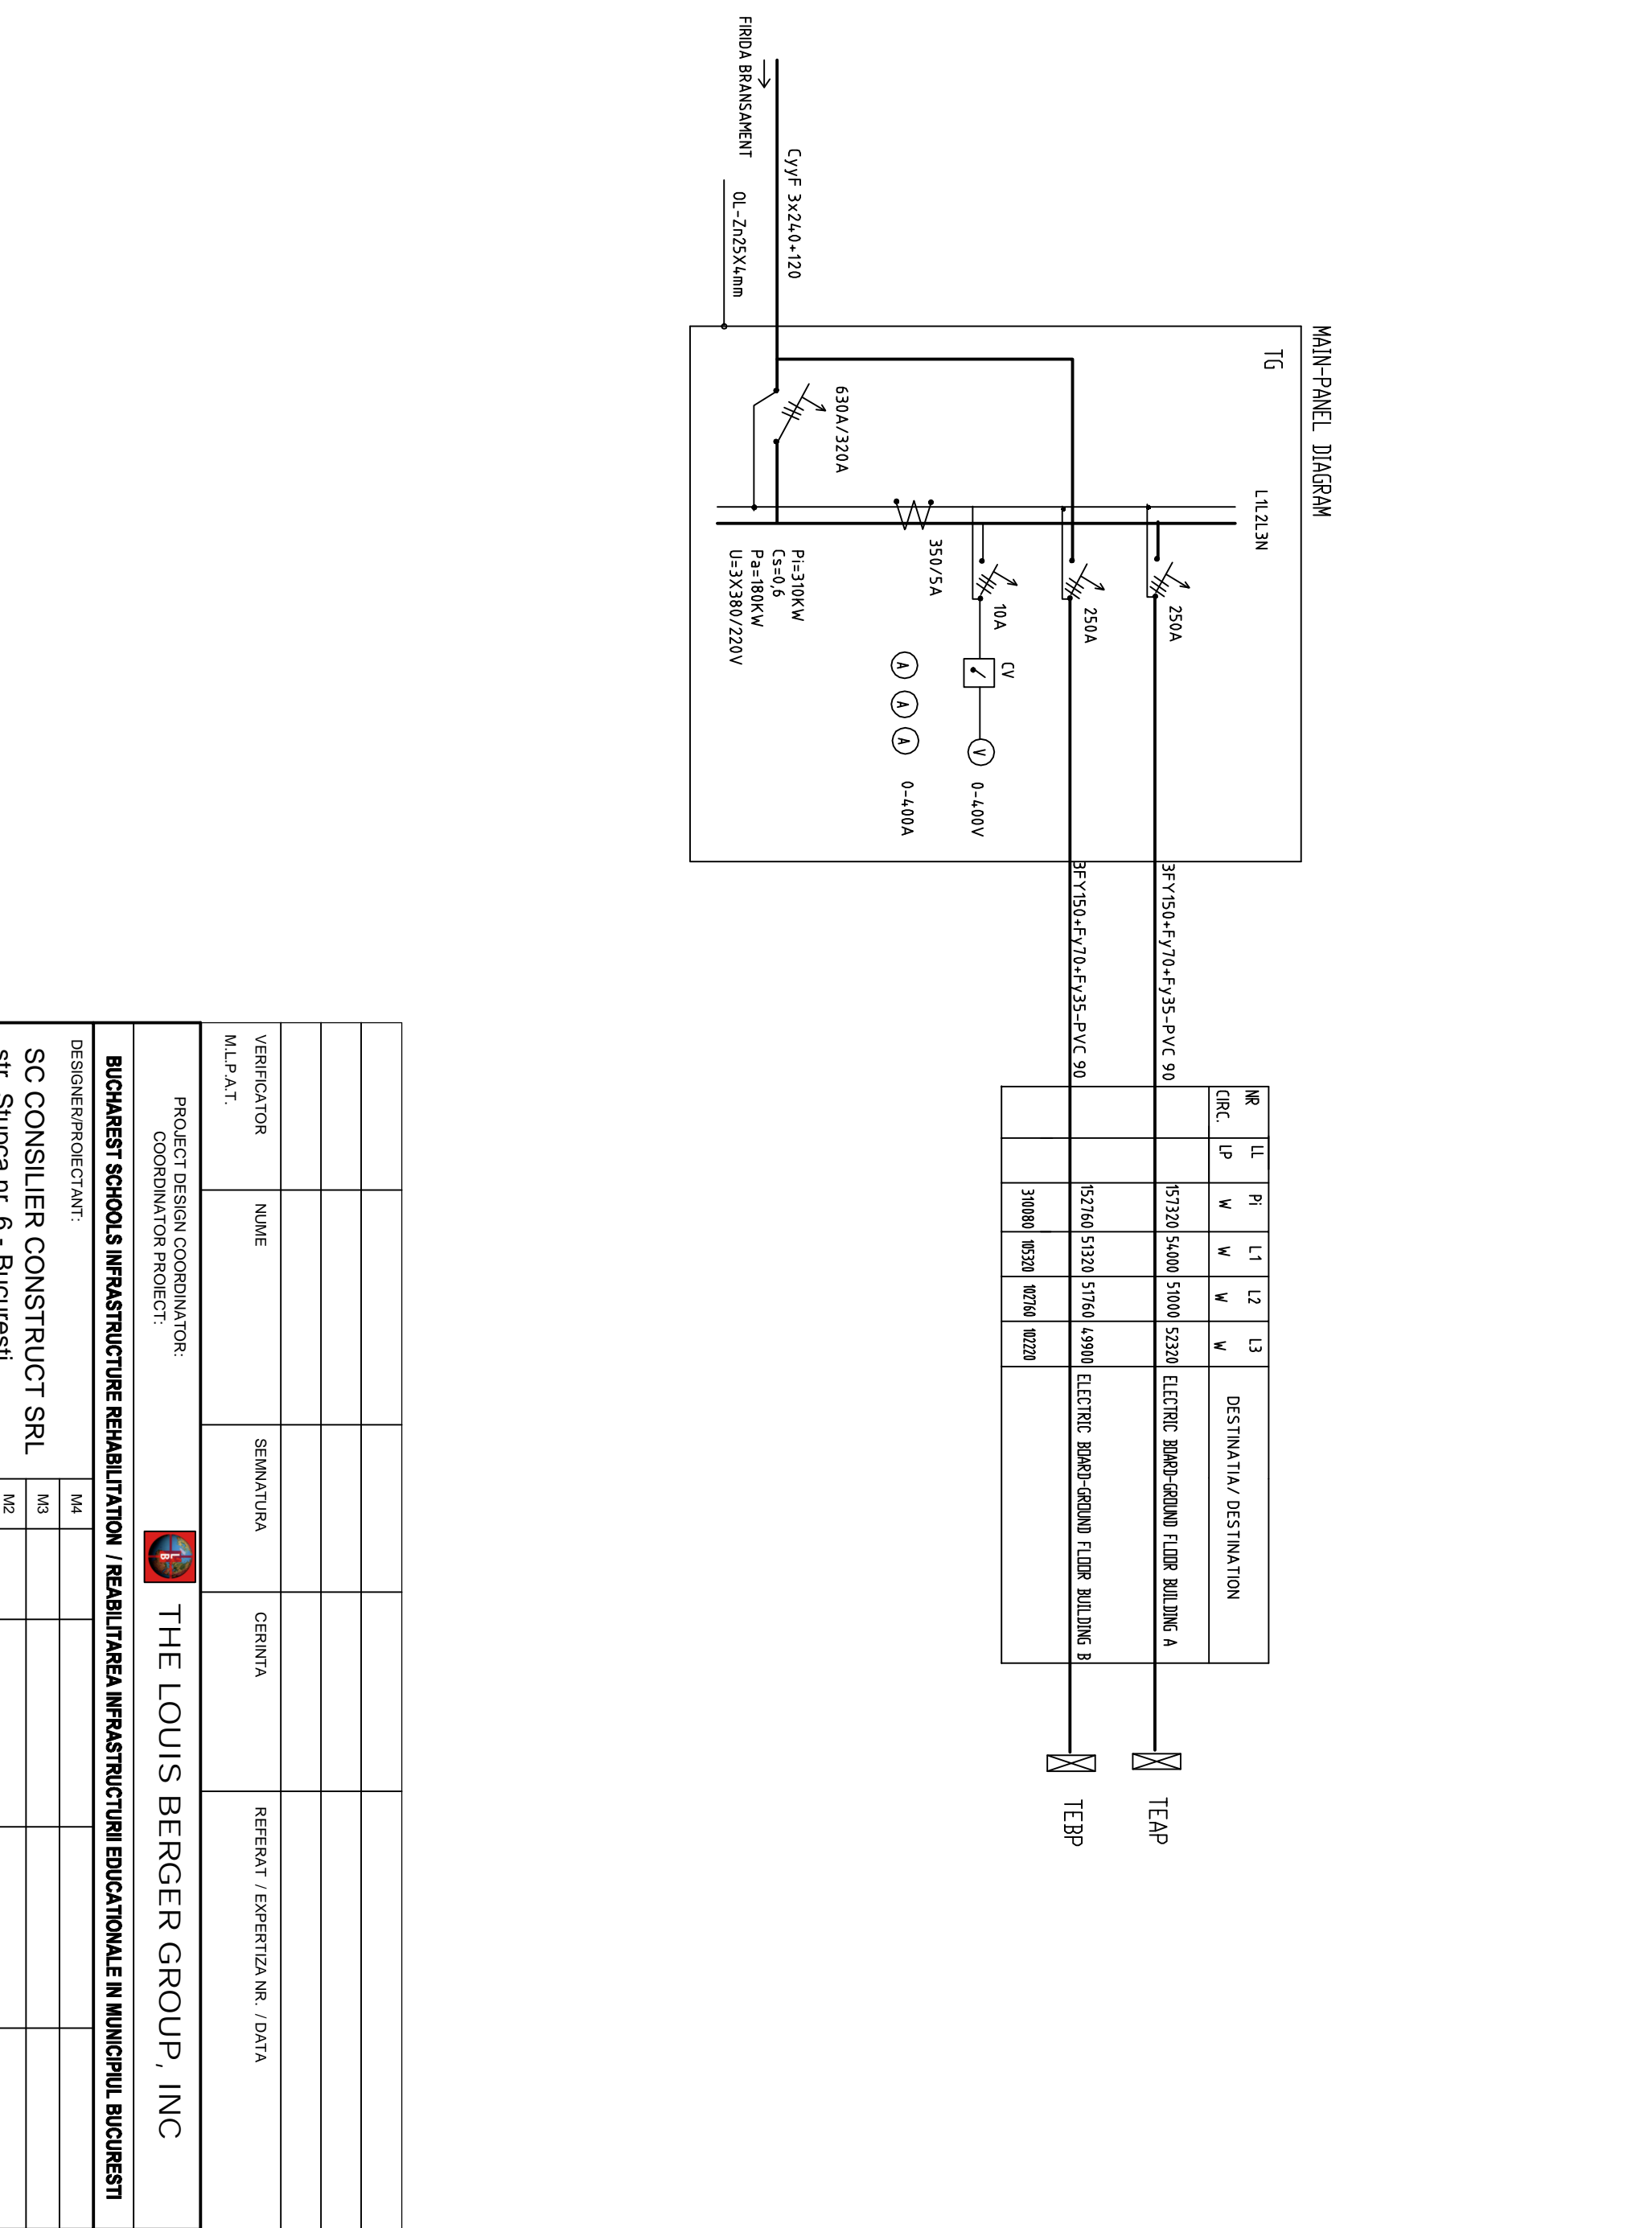 MAIN-PANEL DIAGRAM
TG
L1L2L3N
250A
3FY150+Fy70+Fy35-PVC 90
250A
3FY150+Fy70+Fy35-PVC 90
10A
CV
V
0-400V
350/5A
A A A
0-400A
630A/320A
Pi=310KW
Cs=0,6
Pa=180KW
U=3X380/220V
CyyF 3x240+120
FIRIDA BRANSAMENT
OL-Zn25X4mm
NR LL Pi L1 L2 L3 DESTINATIA/ DESTINATION
CIRC. LP W W W W
157320 54000 51000 52320 ELECTRIC BOARD-GROUND FLOOR BUILDING A
TEAP
152760 51320 51760 49900 ELECTRIC BOARD-GROUND FLOOR BUILDING B
TEBP
310080 105320 102760 102220
VERIFICATOR NUME SEMNATURA CERINTA REFERAT / EXPERTIZA NR. / DATA
M.L.P.A.T.
PROJECT DESIGN COORDINATOR:
COORDINATOR PROIECT:
LB
THE LOUIS BERGER GROUP, INC
BUCHAREST SCHOOLS INFRASTRUCTURE REHABILITATION / REABILITAREA INFRASTRUCTURII EDUCATIONALE IN MUNICIPIUL BUCURESTI
DESIGNER/PROIECTANT:
M4
SC CONSILIER CONSTRUCT SRL
M3
str. Stupca nr. 6 - Bucuresti
M2